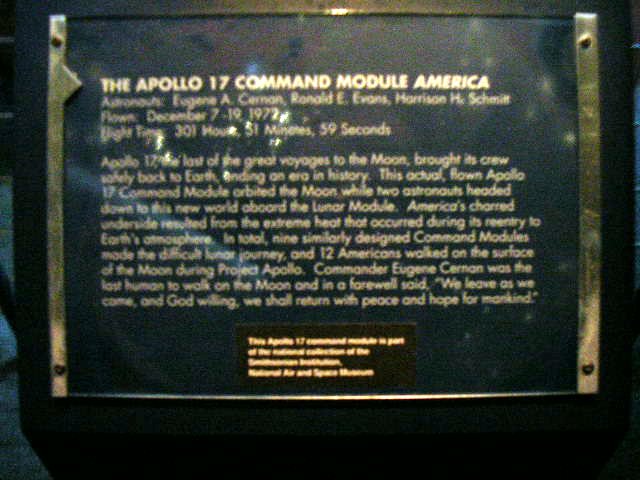 THE APOLLO 17 COMMAND MODULE AMERICA
Astronauts: Eugene A. Cernan, Ronald E. Evans, Harrison H. Schmitt
Flown: December 7-19, 1972
Flight Time: 301 Hours, 51 Minutes, 59 Seconds
Apollo 17, the last of the great voyages to the Moon, brought its crew
safely back to Earth, ending an era in history. This actual, flown Apollo
17 Command Module orbited the Moon while two astronauts headed
down to this new world aboard the Lunar Module. America's charred
underside resulted from the extreme heat that occurred during its reentry to
Earth's atmosphere. In total, nine similarly designed Command Modules
made the difficult lunar journey, and 12 Americans walked on the surface
of the Moon during Project Apollo. Commander Eugene Cernan was the
last human to walk on the Moon and in a farewell said, "We leave as we
came, and God willing, we shall return with peace and hope for mankind."
This Apollo 17 command module is part
of the national collection of the
Smithsonian Institution,
National Air and Space Museum